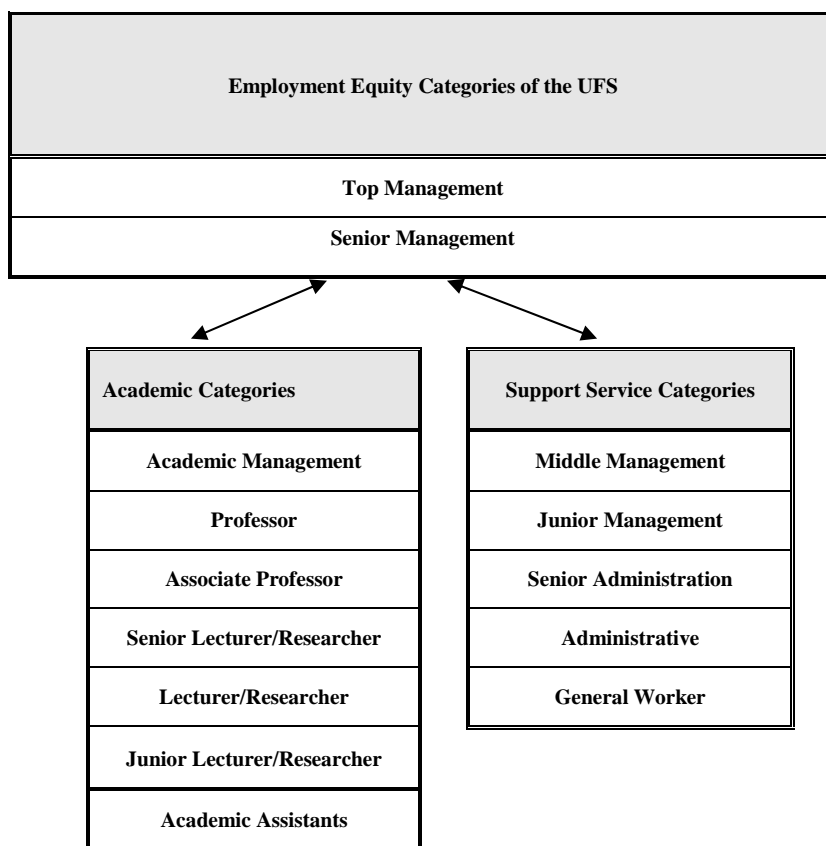 Employment Equity Categories of the UFS
Top Management
Senior Management
Academic Categories
Academic Management
Professor
Associate Professor
Senior Lecturer/Researcher
Lecturer/Researcher
Junior Lecturer/Researcher
Academic Assistants
Support Service Categories
Middle Management
Junior Management
Senior Administration
Administrative
General Worker